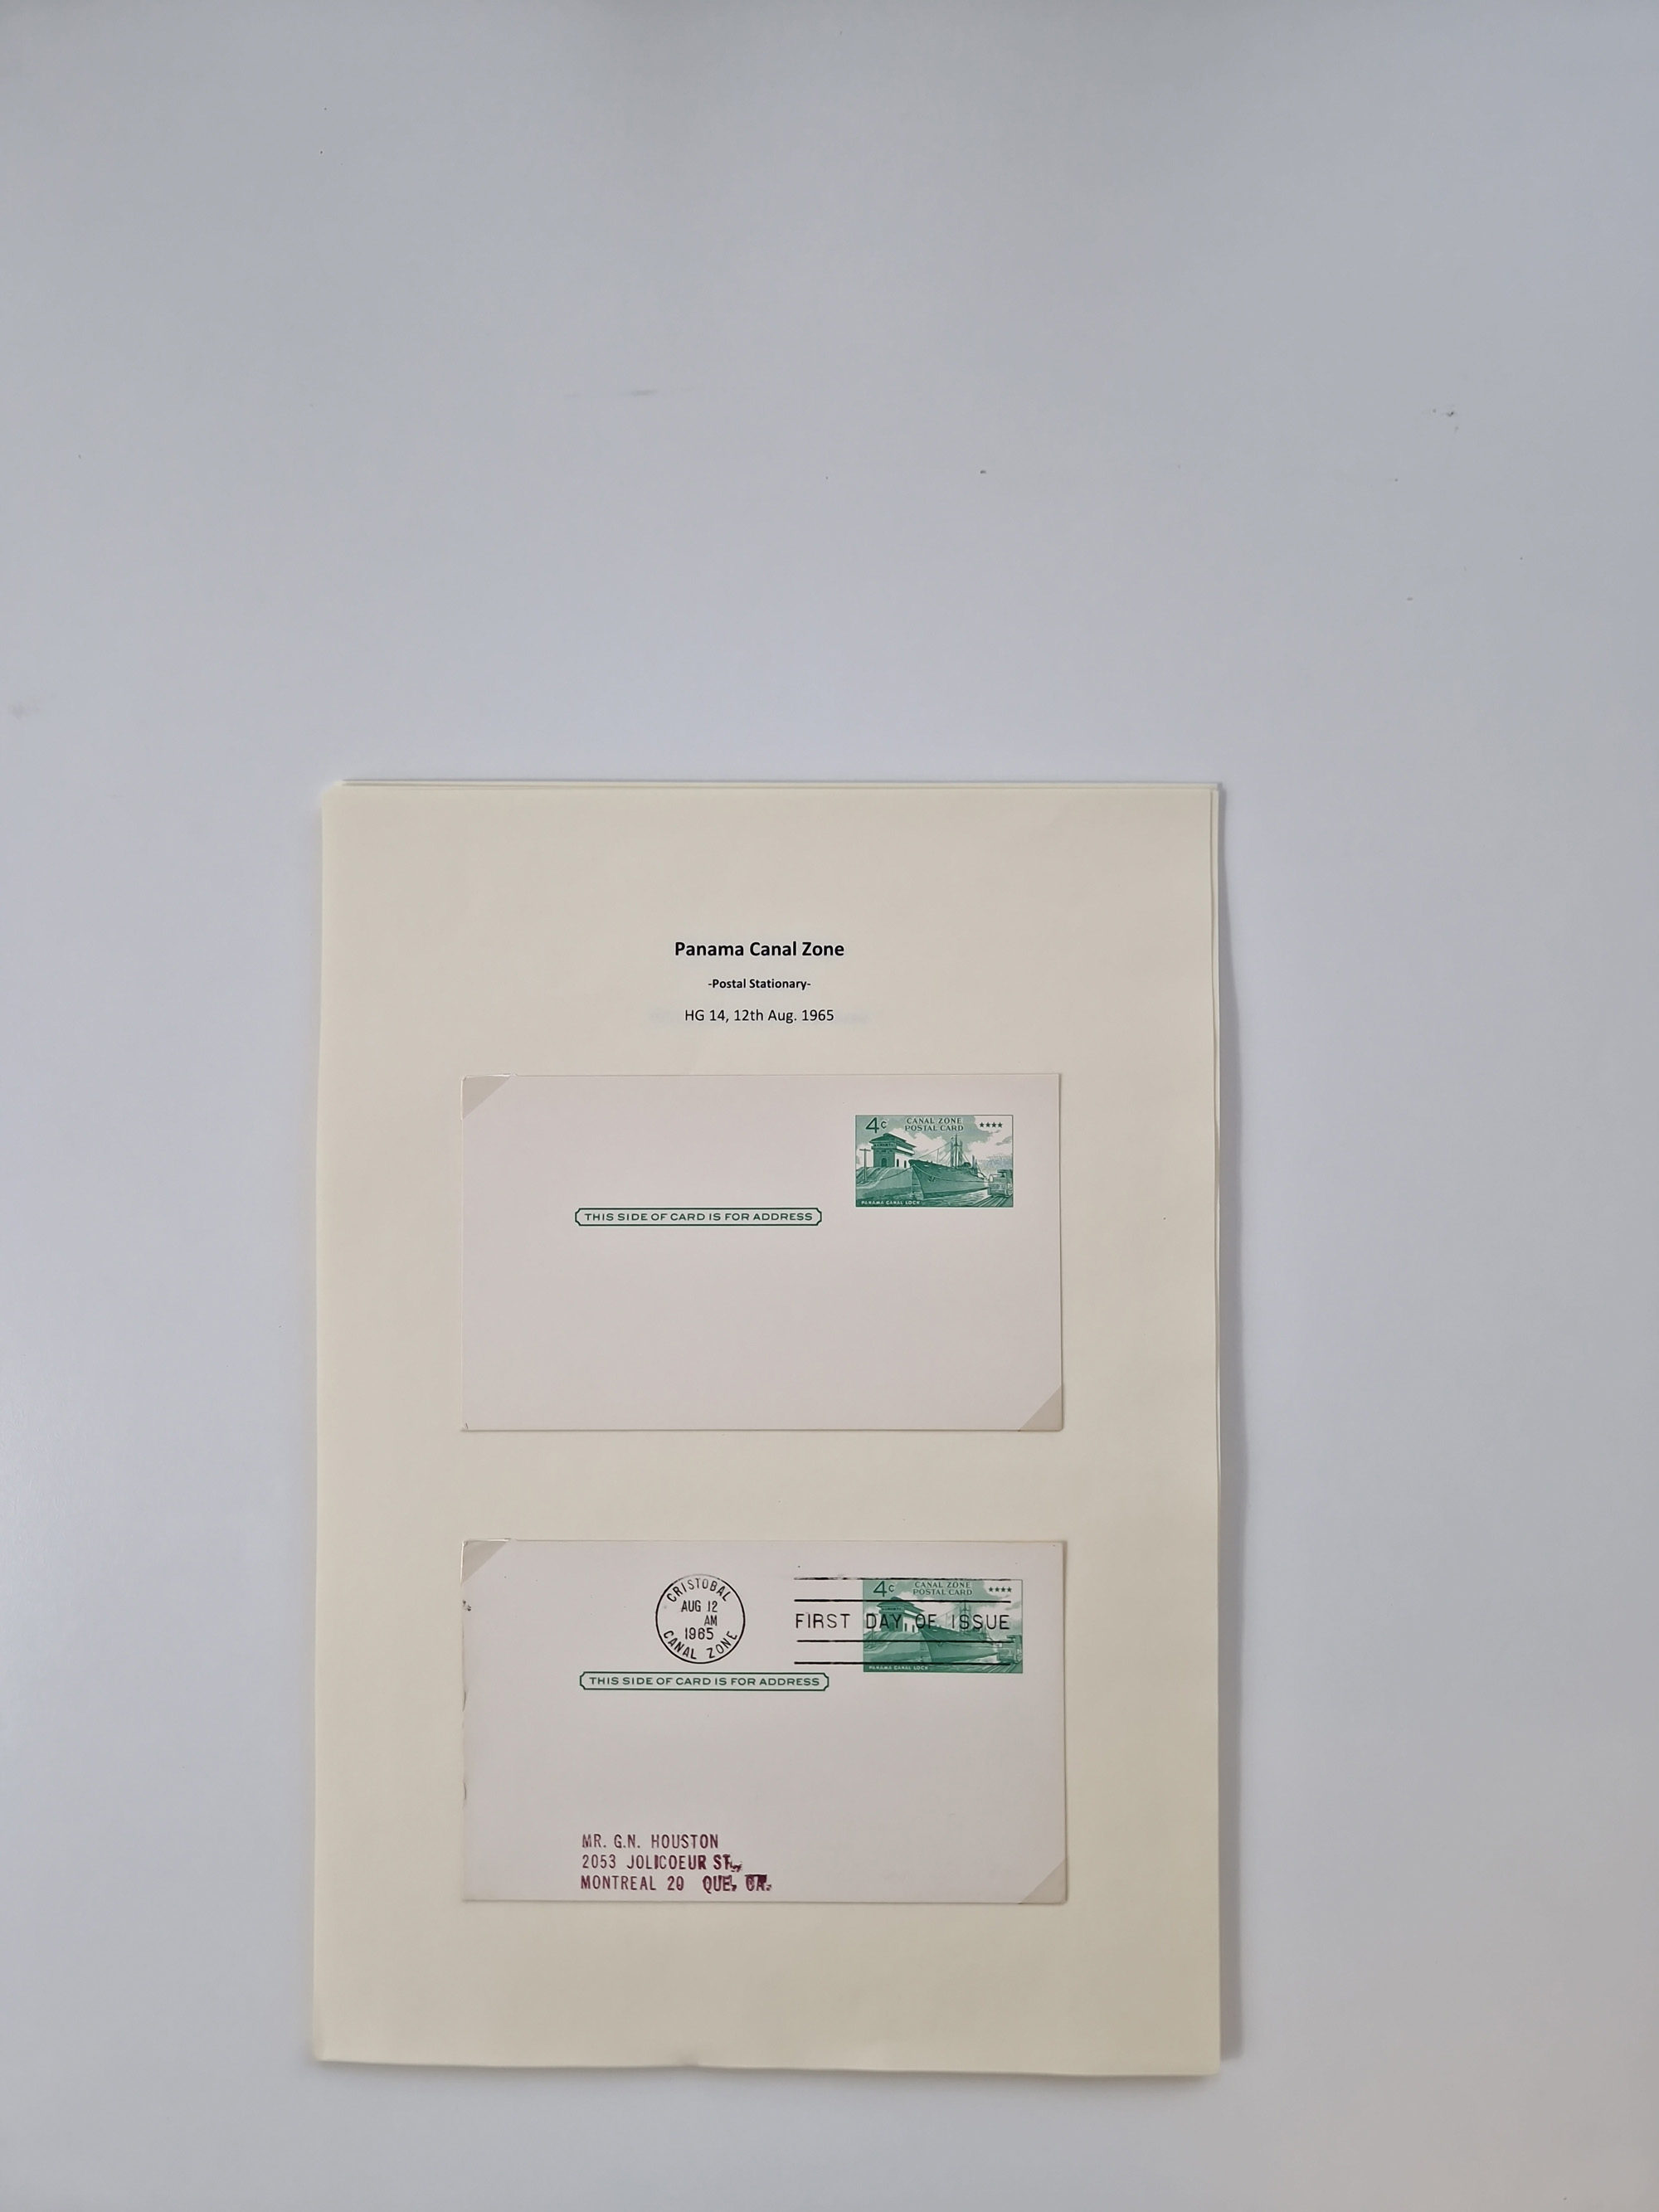 Panama Canal Zone
-Postal Stationary-
HG 14, 12th Aug. 1965
4c CANAL ZONE
POSTAL CARD ****
PANAMA CANAL LOCK
THIS SIDE OF CARD IS FOR ADDRESS
CRISTOBAL
AUG 12
AM
1965
CANAL ZONE
4c CANAL ZONE
POSTAL CARD ****
FIRST DAY OF ISSUE
PANAMA CANAL LOCK
THIS SIDE OF CARD IS FOR ADDRESS
MR. G.N. HOUSTON
2053 JOLICOEUR ST.,
MONTREAL 20 QUE,